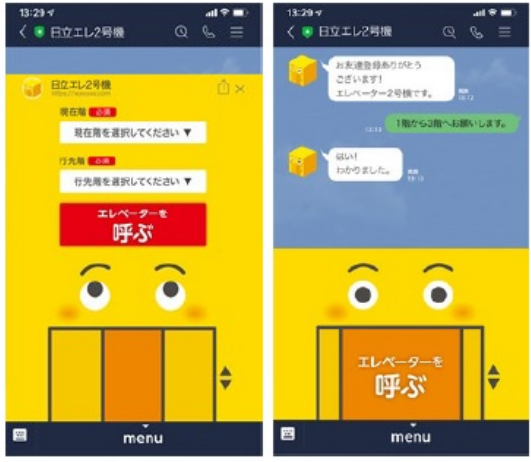 13:29
日立エレ2号機
日立エレ2号機
現在階 必須
現在階を選択してください ▼
行先階 必須
行先階を選択してください ▼
エレベーターを
呼ぶ
menu
13:29
日立エレ2号機
お友達登録ありがとう
ございます!
エレベーター2号機です。
1階から3階へお願いします。
はい!
わかりました。
エレベーターを
呼ぶ
menu